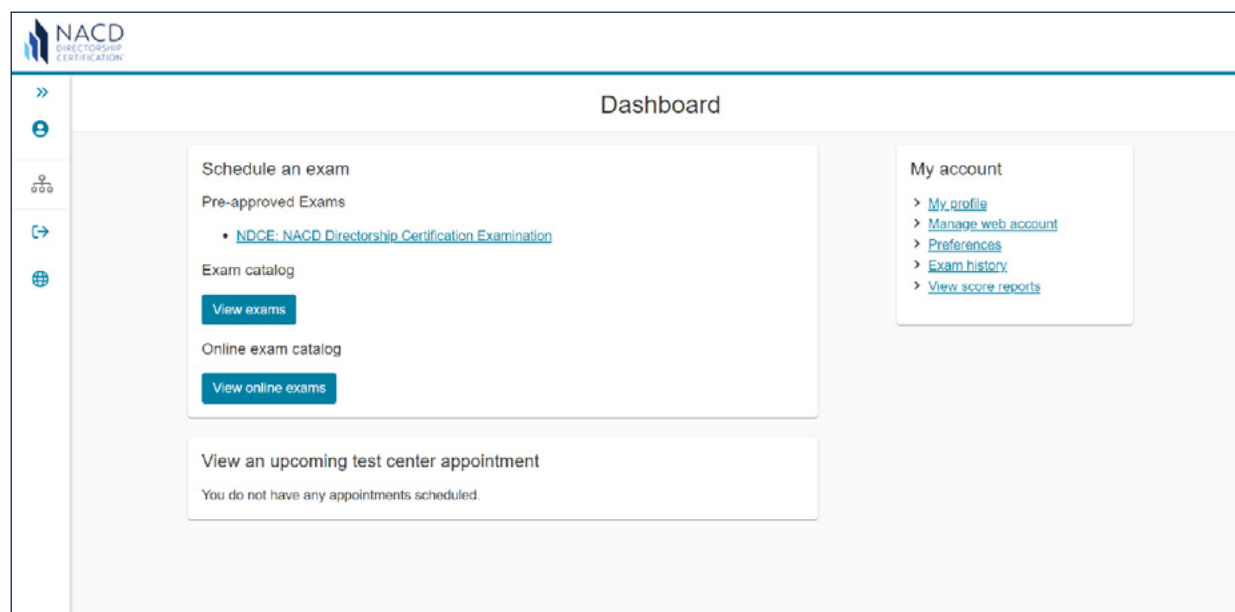 NACD
DIRECTORSHIP
CERTIFICATION
Dashboard
Schedule an exam
Pre-approved Exams
NDCE: NACD Directorship Certification Examination
Exam catalog
View exams
Online exam catalog
View online exams
View an upcoming test center appointment
You do not have any appointments scheduled.
My account
My profile
Manage web account
Preferences
Exam history
View score reports